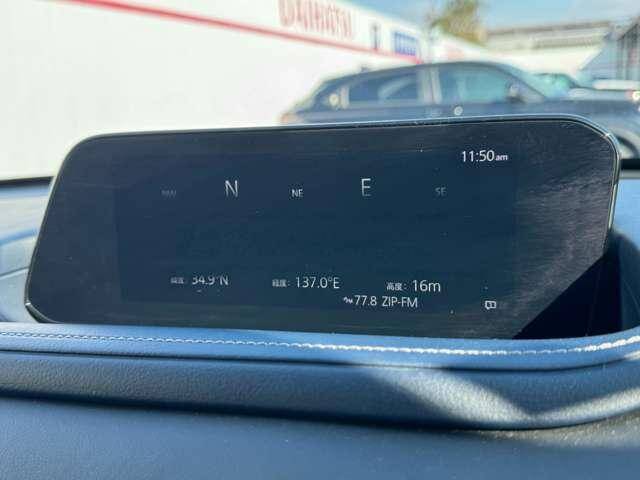 DAIHATSU
11:50am
NW N NE E SE
緯度: 34.9°N 経度: 137.0°E 高度: 16m
FM 77.8 ZIP-FM